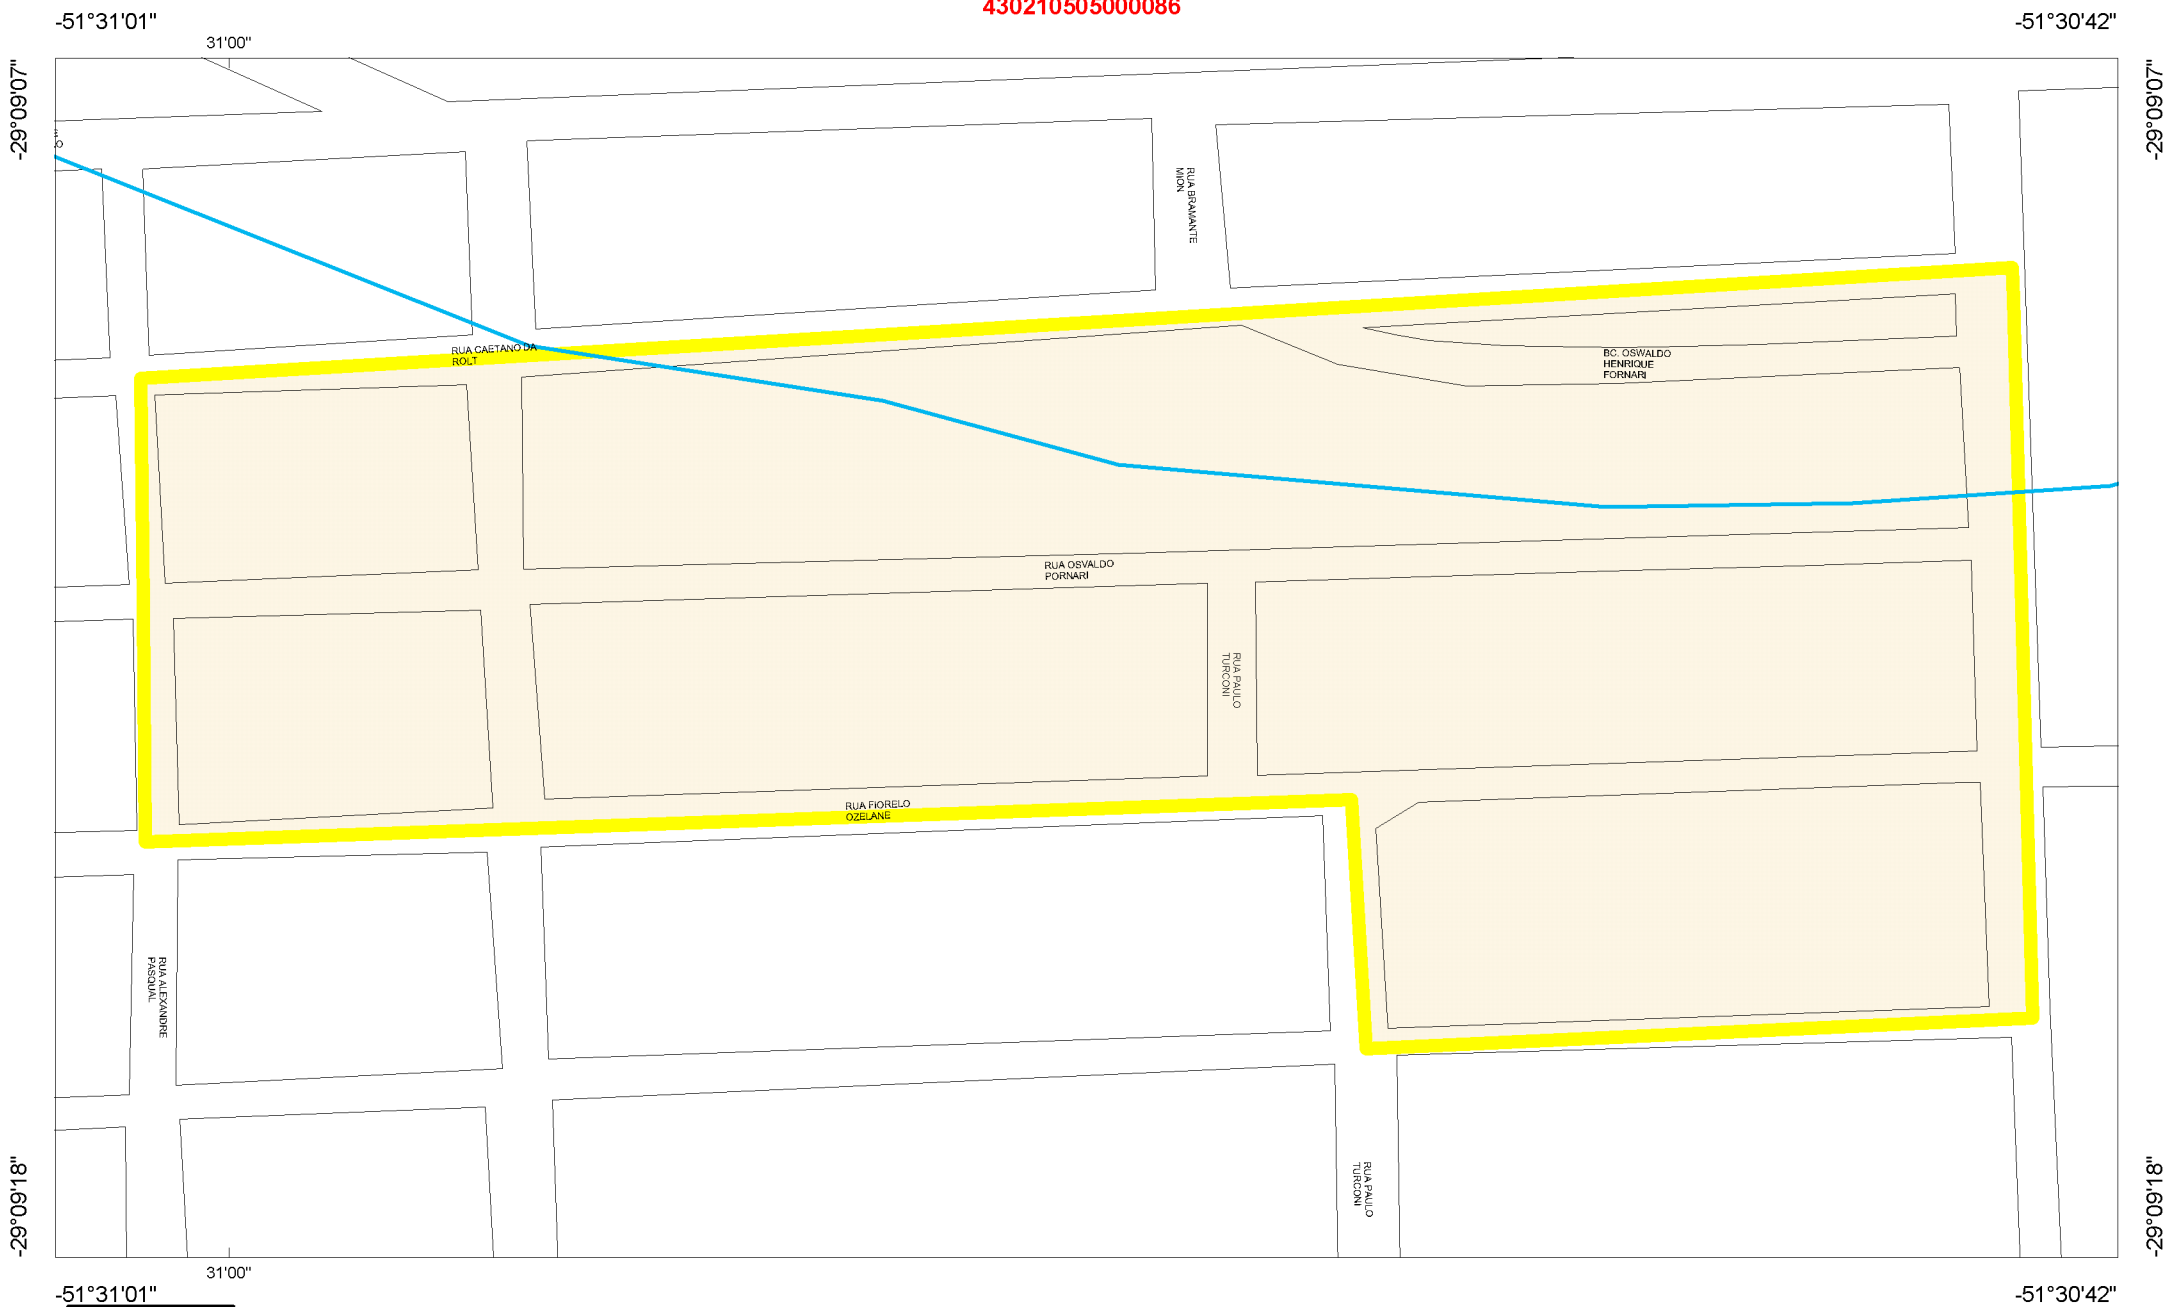 430210505000086
-51°31'01"
-51°30'42"
31'00"
-29°09'07"
-29°09'07"
RUA BRAMANTE
MION
RUA CAETANO DA
ROLT
BC. OSWALDO
HENRIQUE
FORNARI
RUA OSVALDO
PORNARI
RUA PAULO
TURCONI
RUA FIORELO
OZELANE
RUA ALEXANDRE
PASQUAL
RUA PAULO
TURCONI
-29°09'18"
-29°09'18"
31'00"
-51°31'01"
-51°30'42"